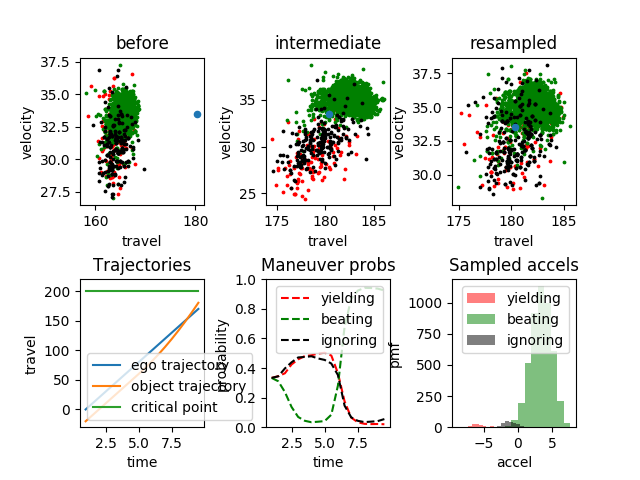 before
intermediate
resampled
37.5
35.0
32.5
30.0
27.5
velocity
160
180
travel
35
30
25
velocity
175
180
185
travel
37.5
35.0
32.5
30.0
velocity
175
180
185
travel
Trajectories
Maneuver probs
Sampled accels
200
150
100
50
0
travel
ego trajectory
object trajectory
critical point
2.5
5.0
7.5
time
1.0
0.8
0.6
0.4
0.2
0.0
probability
yielding
beating
ignoring
2.5
5.0
7.5
time
1000
750
500
250
0
pmf
yielding
beating
ignoring
−5
0
5
accel